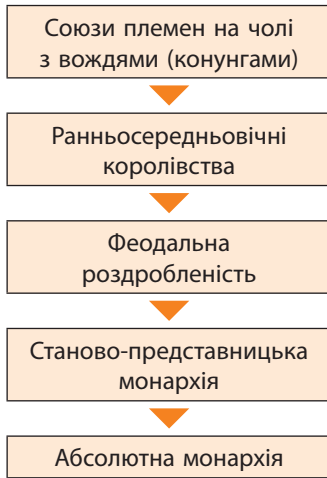 Союзи племен на чолі
з вождями (конунгами)
Ранньосередньовічні
королівства
Феодальна
роздробленість
Станово-представницька
монархія
Абсолютна монархія